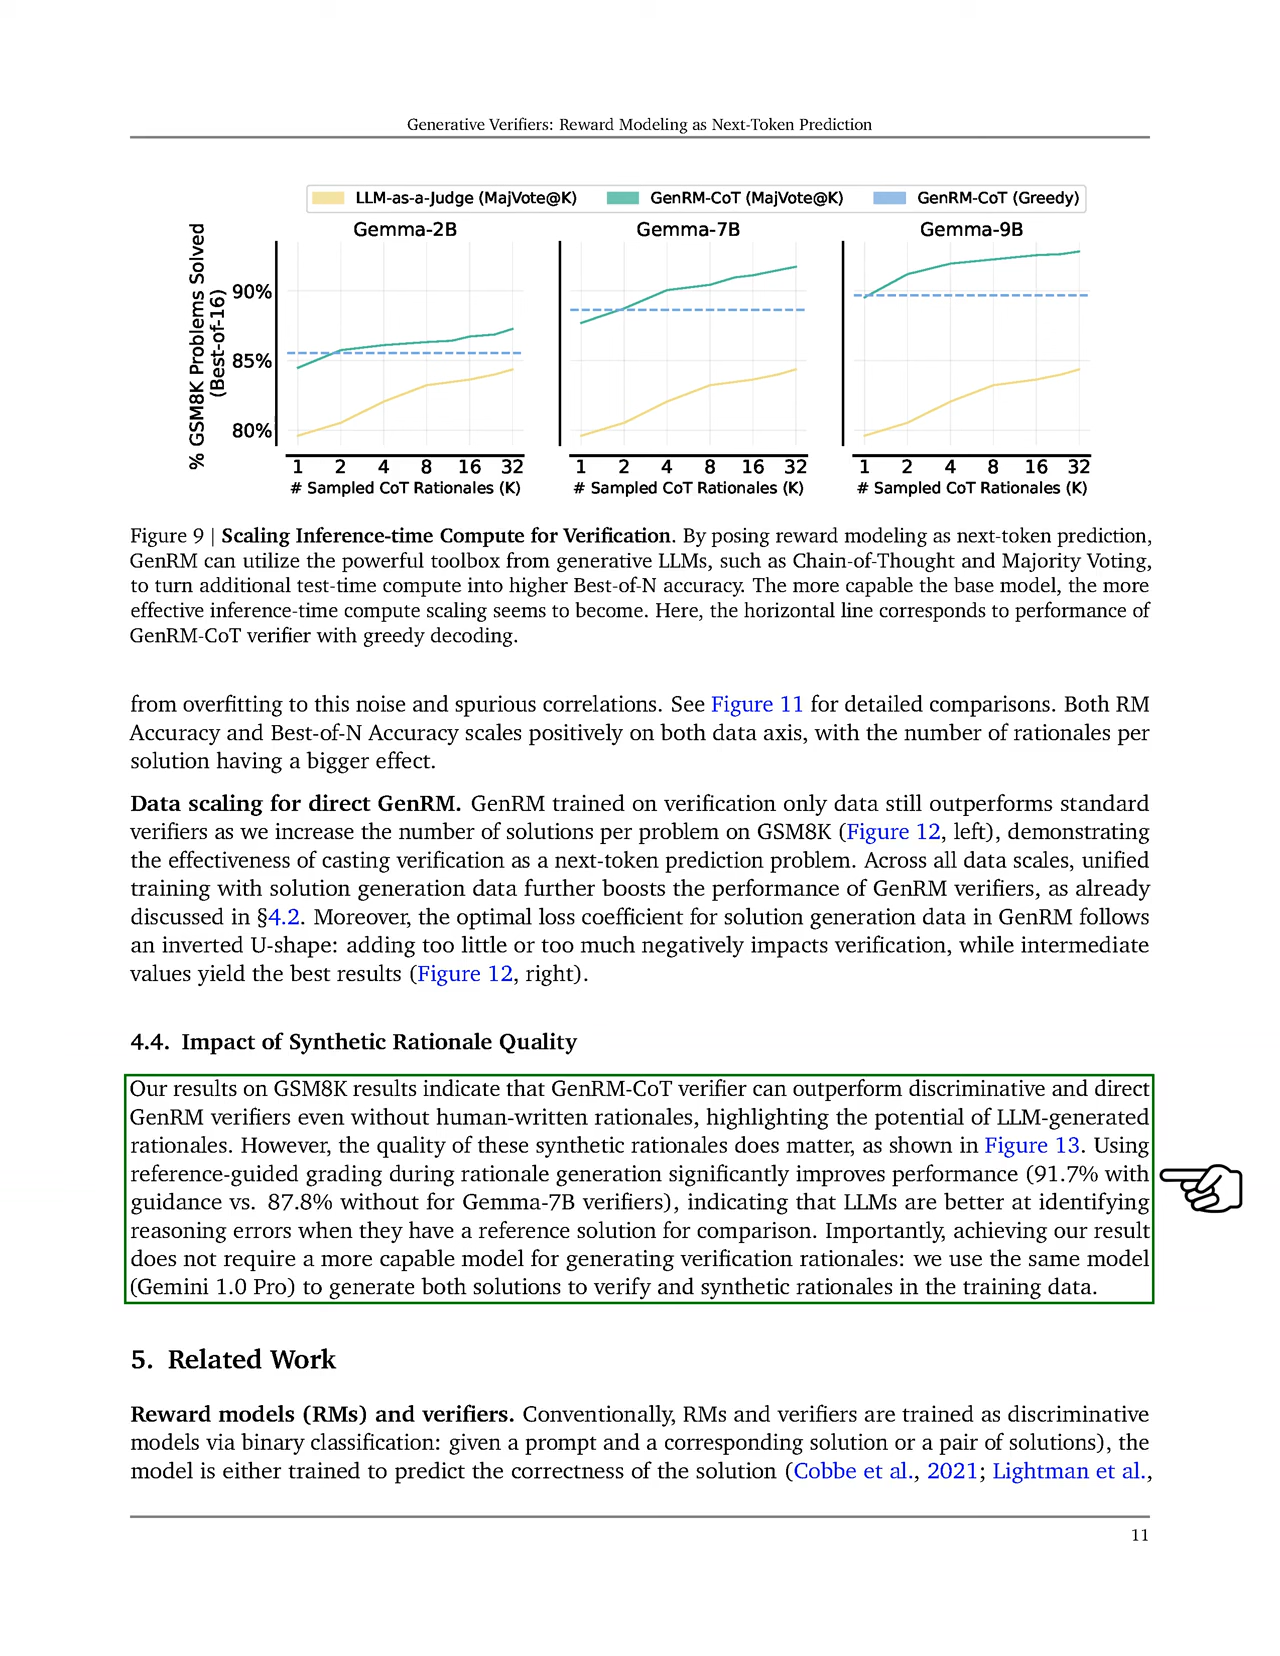 Generative Verifiers: Reward Modeling as Next-Token Prediction
LLM-as-a-Judge (MajVote@K) GenRM-CoT (MajVote@K) GenRM-CoT (Greedy)
Gemma-2B Gemma-7B Gemma-9B
% GSM8K Problems Solved
(Best-of-16)
90%
85%
80%
1 2 4 8 16 32 1 2 4 8 16 32 1 2 4 8 16 32
# Sampled CoT Rationales (K) # Sampled CoT Rationales (K) # Sampled CoT Rationales (K)
Figure 9 | Scaling Inference-time Compute for Verification. By posing reward modeling as next-token prediction,
GenRM can utilize the powerful toolbox from generative LLMs, such as Chain-of-Thought and Majority Voting,
to turn additional test-time compute into higher Best-of-N accuracy. The more capable the base model, the more
effective inference-time compute scaling seems to become. Here, the horizontal line corresponds to performance of
GenRM-CoT verifier with greedy decoding.
from overfitting to this noise and spurious correlations. See Figure 11 for detailed comparisons. Both RM
Accuracy and Best-of-N Accuracy scales positively on both data axis, with the number of rationales per
solution having a bigger effect.
Data scaling for direct GenRM. GenRM trained on verification only data still outperforms standard
verifiers as we increase the number of solutions per problem on GSM8K (Figure 12, left), demonstrating
the effectiveness of casting verification as a next-token prediction problem. Across all data scales, unified
training with solution generation data further boosts the performance of GenRM verifiers, as already
discussed in §4.2. Moreover, the optimal loss coefficient for solution generation data in GenRM follows
an inverted U-shape: adding too little or too much negatively impacts verification, while intermediate
values yield the best results (Figure 12, right).
4.4. Impact of Synthetic Rationale Quality
Our results on GSM8K results indicate that GenRM-CoT verifier can outperform discriminative and direct
GenRM verifiers even without human-written rationales, highlighting the potential of LLM-generated
rationales. However, the quality of these synthetic rationales does matter, as shown in Figure 13. Using
reference-guided grading during rationale generation significantly improves performance (91.7% with
guidance vs. 87.8% without for Gemma-7B verifiers), indicating that LLMs are better at identifying
reasoning errors when they have a reference solution for comparison. Importantly, achieving our result
does not require a more capable model for generating verification rationales: we use the same model
(Gemini 1.0 Pro) to generate both solutions to verify and synthetic rationales in the training data.
5. Related Work
Reward models (RMs) and verifiers. Conventionally, RMs and verifiers are trained as discriminative
models via binary classification: given a prompt and a corresponding solution or a pair of solutions), the
model is either trained to predict the correctness of the solution (Cobbe et al., 2021; Lightman et al.,
11